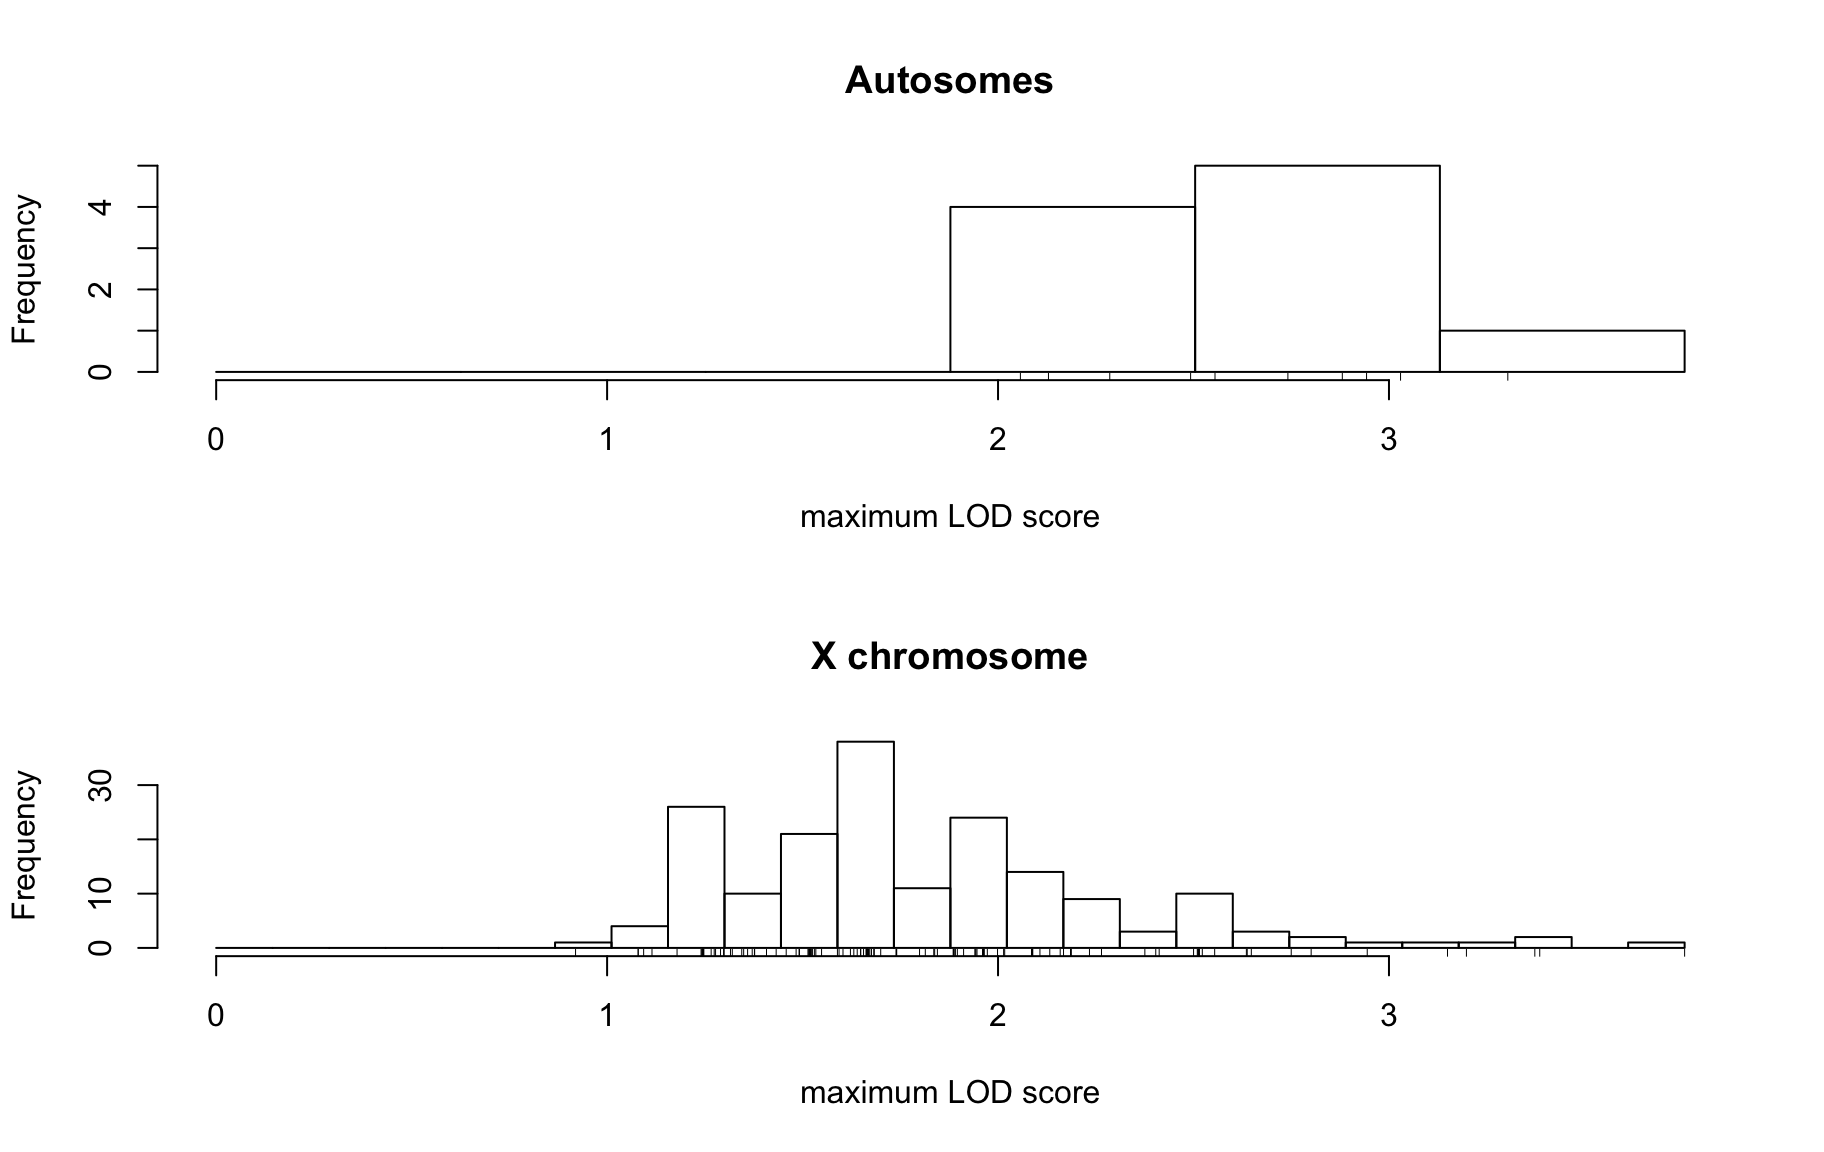 Autosomes
Frequency
4
2
0
0 1 2 3
maximum LOD score
X chromosome
Frequency
30
10
0
0 1 2 3
maximum LOD score